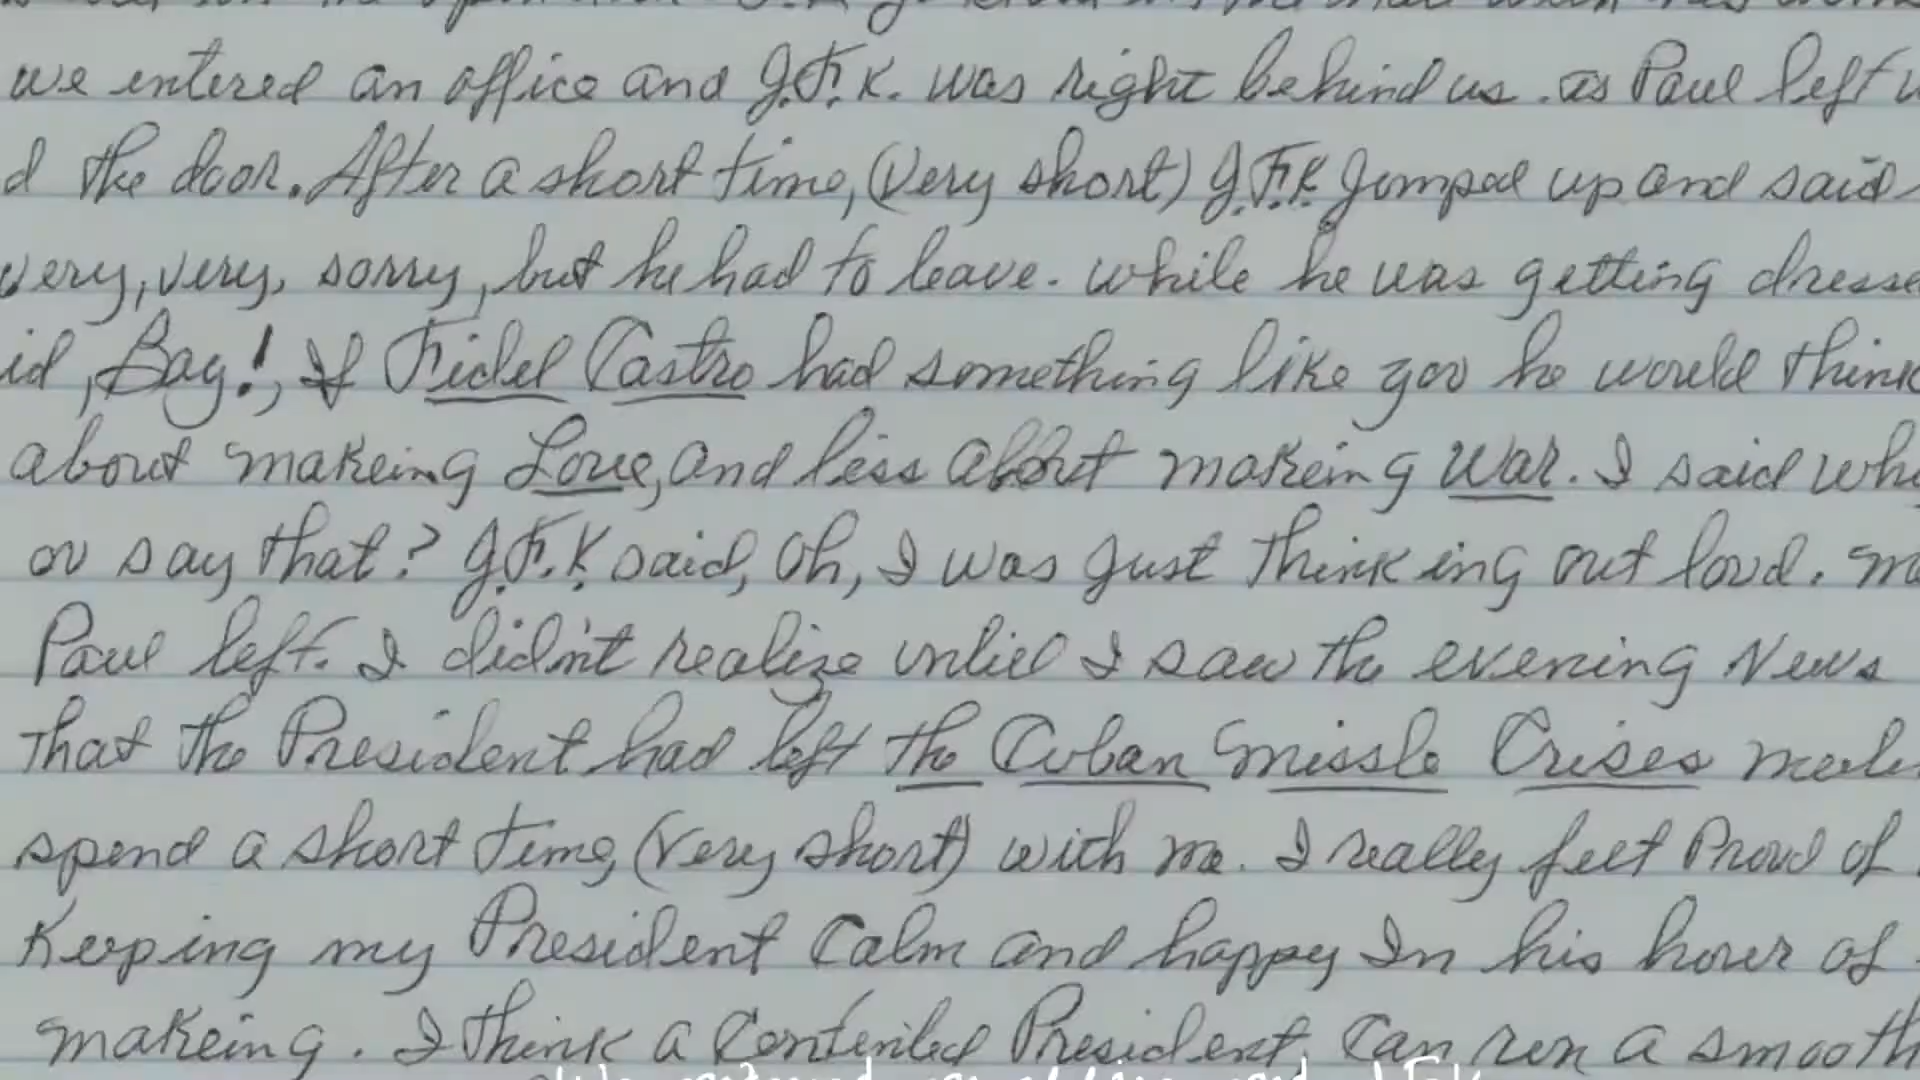 we entered an office and J.F.K. was right behind us. as Paul left
d the door. After a short time, (Very short) J.F.K Jumped up and said
very, very, sorry, but he had to leave. while he was getting dresse
id, Bay!, If Fidel Castro had something like you he would think
about makeing Love, and less about makeing War. I said why
ou say that? J.F.K said, Oh, I was Just think ing out loud.
Paul left. I didn't realize untiel I saw the evening News
That The President had left the Cuban missle Crises
spend a short time, (Very short) with me. I really felt Proud of
Keeping my President Calm and happy In his hour of
makeing. I think a Contented President, Can run a smooth